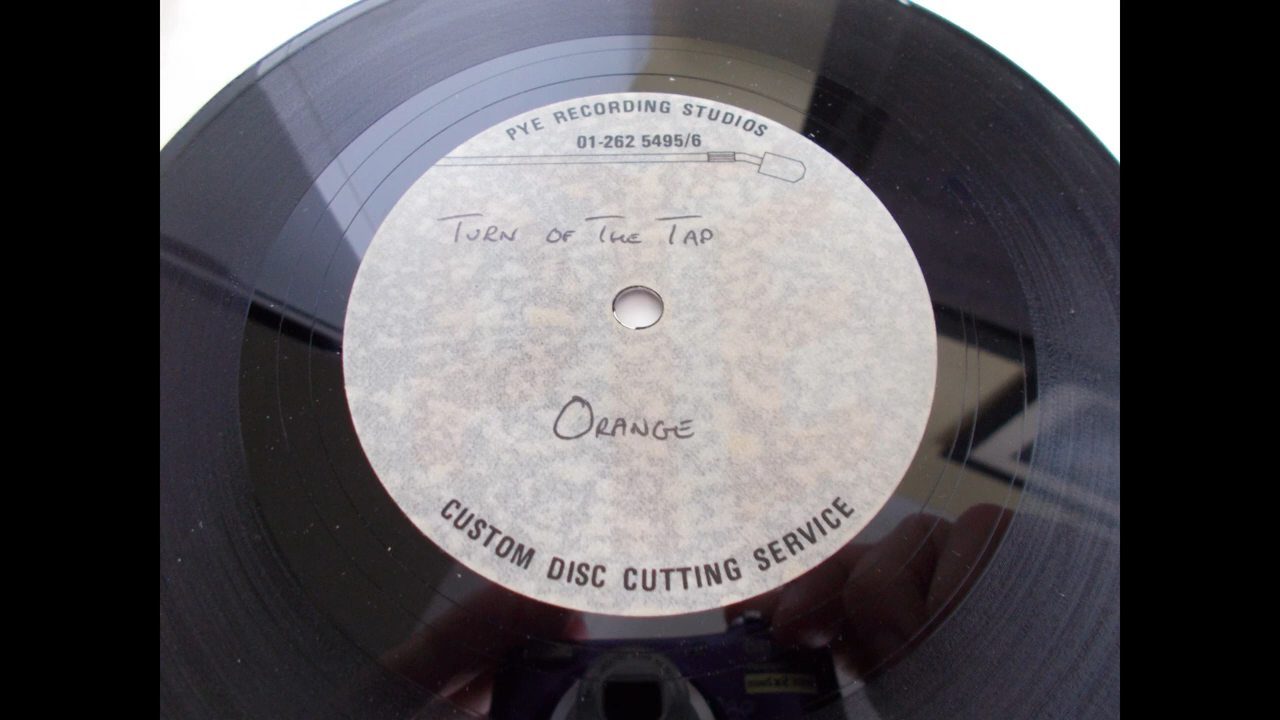 PYE RECORDING STUDIOS
01-262 5495/6
TURN OF THE TAP
ORANGE
CUSTOM DISC CUTTING SERVICE